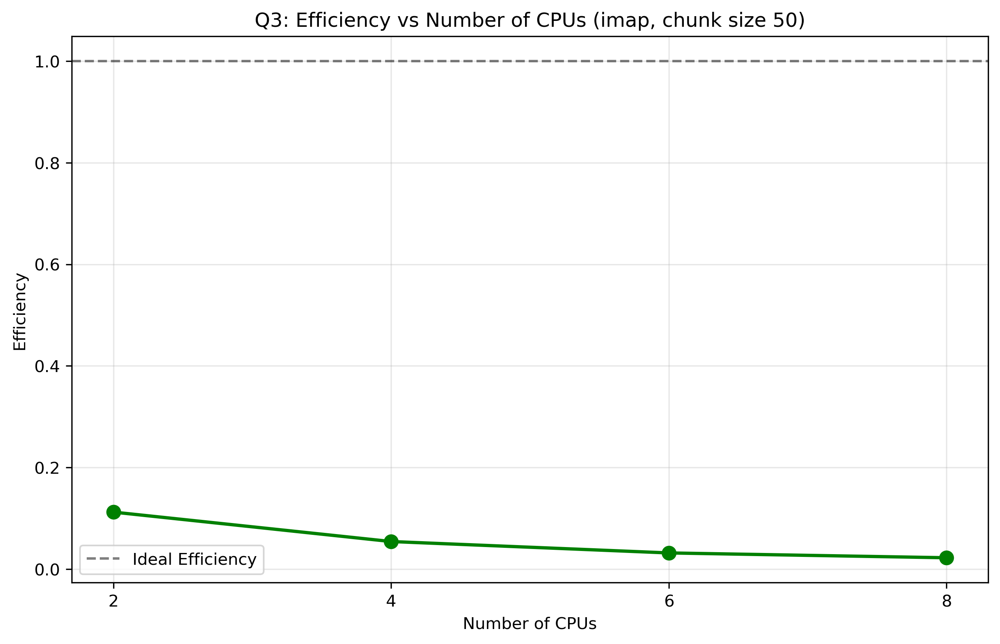 Q3: Efficiency vs Number of CPUs (imap, chunk size 50)
1.0
0.8
0.6
0.4
0.2
0.0
Efficiency
Ideal Efficiency
2 4 6 8
Number of CPUs